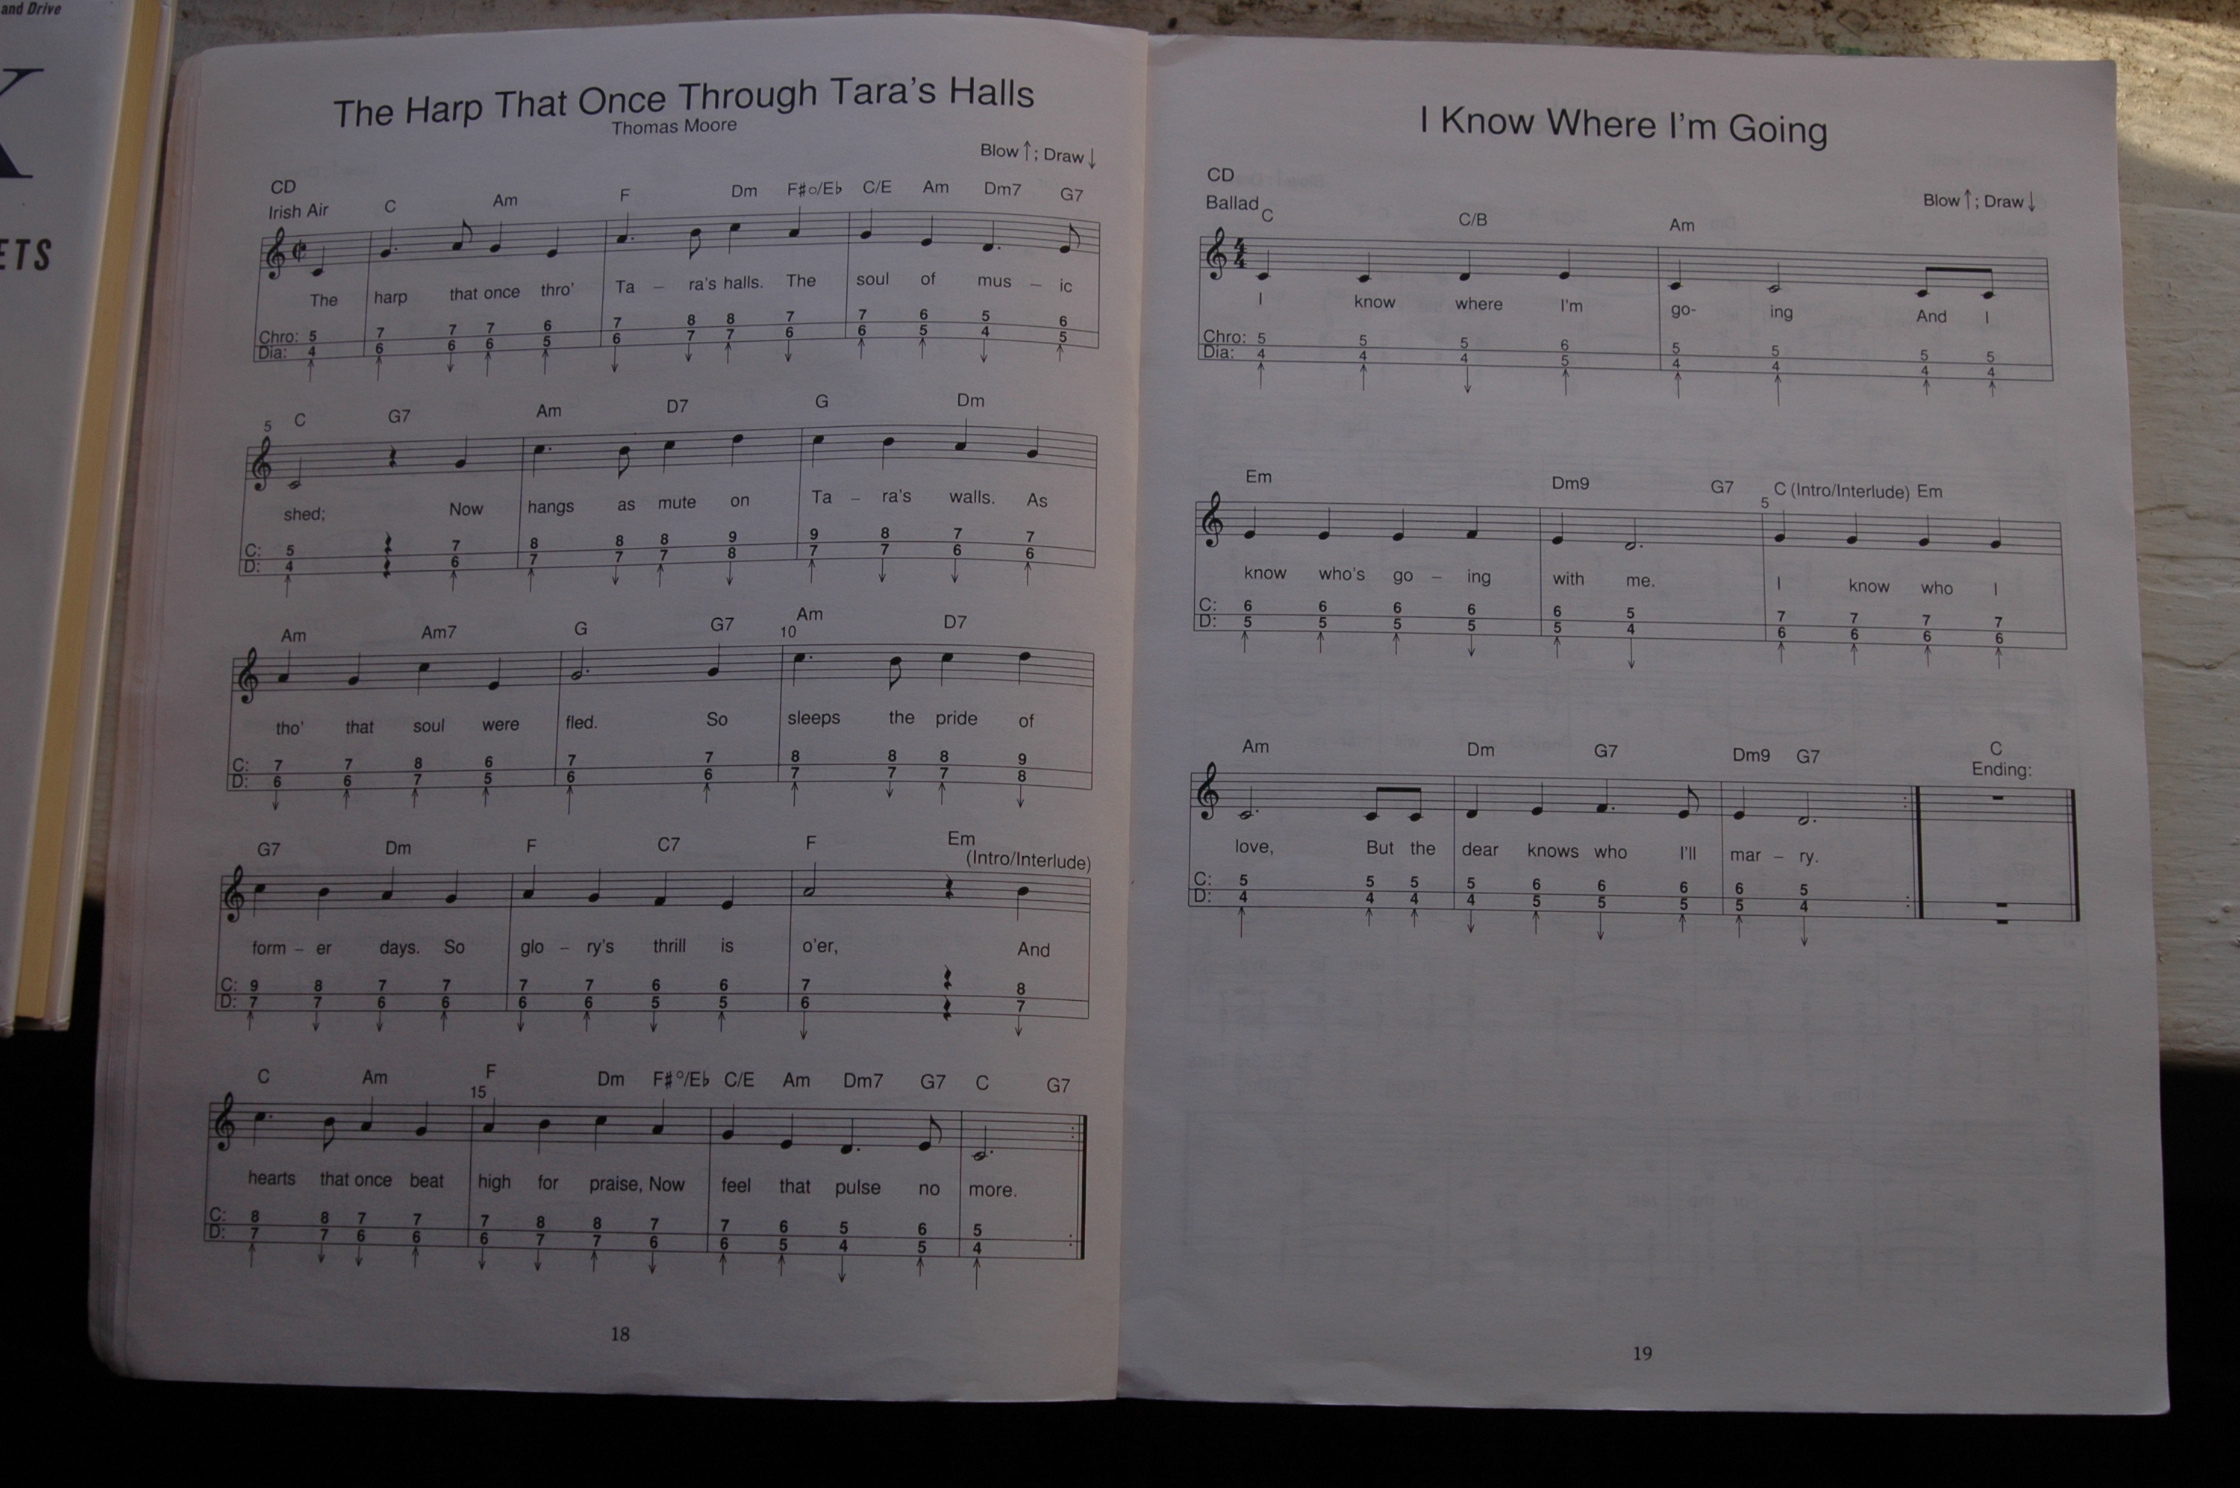 and Drive
K
ETS
The Harp That Once Through Tara's Halls
Thomas Moore
Blow ↑; Draw ↓
CD
Irish Air
C Am F Dm F#○/E♭ C/E Am Dm7 G7
The harp that once thro' Ta – ra's halls. The soul of mus – ic
Chro: 5 7 7 7 6 7 8 8 7 7 6 5 6
Dia: 4 6 6 6 5 6 7 7 6 6 5 4 5
5 C G7 Am D7 G Dm
shed; Now hangs as mute on Ta – ra's walls. As
C: 5 7 8 8 8 9 9 8 7 7
D: 4 6 7 7 7 8 7 7 6 6
Am Am7 G G7 10 Am D7
tho' that soul were fled. So sleeps the pride of
C: 7 7 8 6 7 7 8 8 8 9
D: 6 6 7 5 6 6 7 7 7 8
G7 Dm F C7 F Em
(Intro/Interlude)
form – er days. So glo – ry's thrill is o'er, And
C: 9 8 7 7 7 7 6 6 7 8
D: 7 7 6 6 6 6 5 5 6 7
C Am 15 F Dm F#°/E♭ C/E Am Dm7 G7 C G7
hearts that once beat high for praise, Now feel that pulse no more.
C: 8 8 7 7 7 8 8 7 7 6 5 6 5
D: 7 7 6 6 6 7 7 6 6 5 4 5 4
18
I Know Where I'm Going
CD
Ballad
Blow ↑; Draw ↓
C C/B Am
4
4
I know where I'm go- ing And I
Chro: 5 5 5 6 5 5 5 5
Dia: 4 4 4 5 4 4 4 4
Em Dm9 G7 5 C (Intro/Interlude) Em
know who's go – ing with me. I know who I
C: 6 6 6 6 6 5 7 7 7 7
D: 5 5 5 5 5 4 6 6 6 6
Am Dm G7 Dm9 G7 C
Ending:
love, But the dear knows who I'll mar – ry.
C: 5 5 5 5 6 6 6 6 5
D: 4 4 4 4 5 5 5 5 4
19